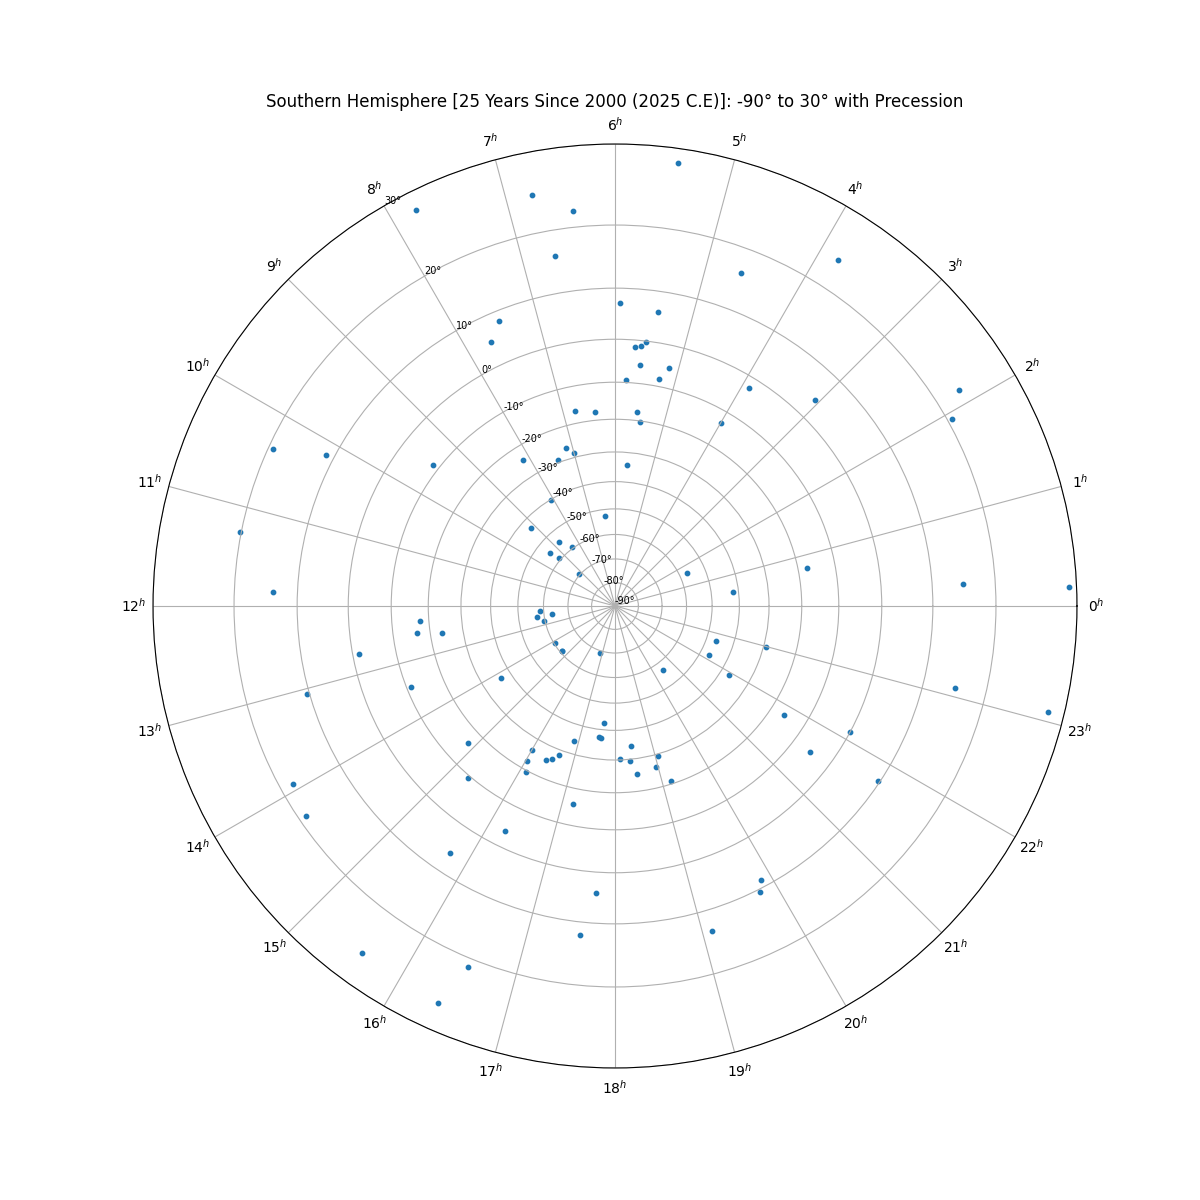 Southern Hemisphere [25 Years Since 2000 (2025 C.E)]: -90° to 30° with Precession
6ʰ
7ʰ
5ʰ
8ʰ
4ʰ
30°
9ʰ
3ʰ
20°
10°
10ʰ
2ʰ
0°
-10°
-20°
-30°
11ʰ
1ʰ
-40°
-50°
-60°
-70°
-80°
-90°
12ʰ
0ʰ
13ʰ
23ʰ
14ʰ
22ʰ
15ʰ
21ʰ
16ʰ
20ʰ
17ʰ
19ʰ
18ʰ